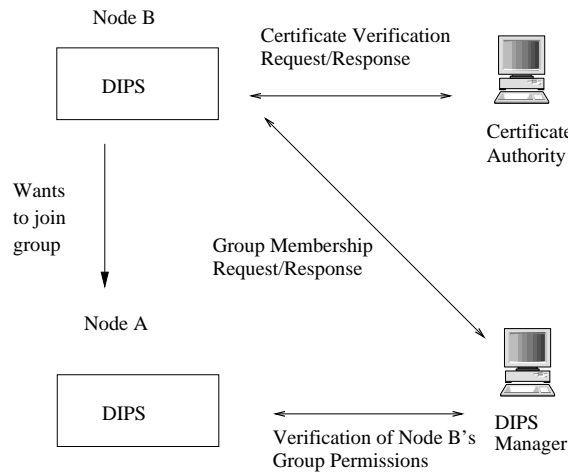 Node B
DIPS
Certificate Verification
Request/Response
Certificate
Authority
Wants
to join
group
Group Membership
Request/Response
Node A
DIPS
Verification of Node B's
Group Permissions
DIPS
Manager